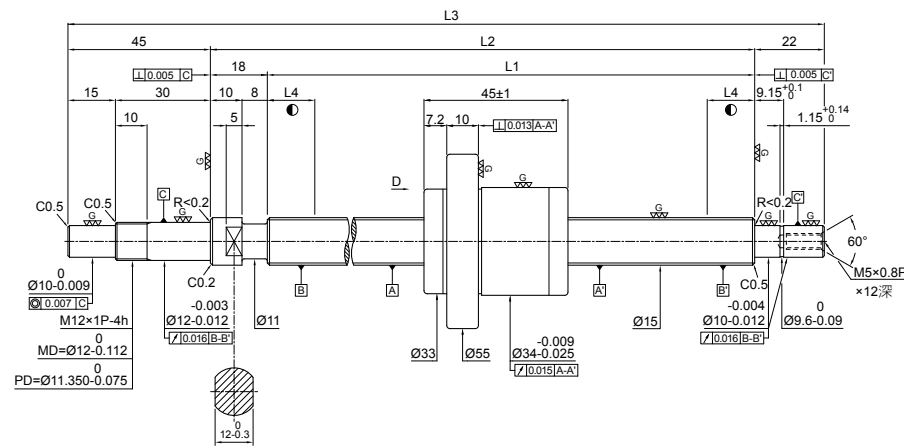 L3
45
L2
22
⊥ 0.005 C
18
L1
⊥ 0.005 C'
15
30
10
8
L4
45±1
L4
9.15 +0.1 0
10
5
7.2
10
⊥ 0.013 A-A'
1.15 +0.14 0
G
G
G
G
D
C0.5
C0.5
C
R<0.2
R<0.2
C'
G
G
G
G
G
60°
C0.2
B
A
A'
B'
C0.5
M5×0.8P
×12深
0
Ø10-0.009
◎ 0.007 C
-0.003
Ø12-0.012
Ø11
Ø15
-0.004
Ø10-0.012
0
Ø9.6-0.09
M12×1P-4h
↗ 0.016 B-B'
↗ 0.016 B-B'
0
MD=Ø12-0.112
Ø33
Ø55
-0.009
Ø34-0.025
↗ 0.015 A-A'
0
PD=Ø11.350-0.075
0
12-0.3